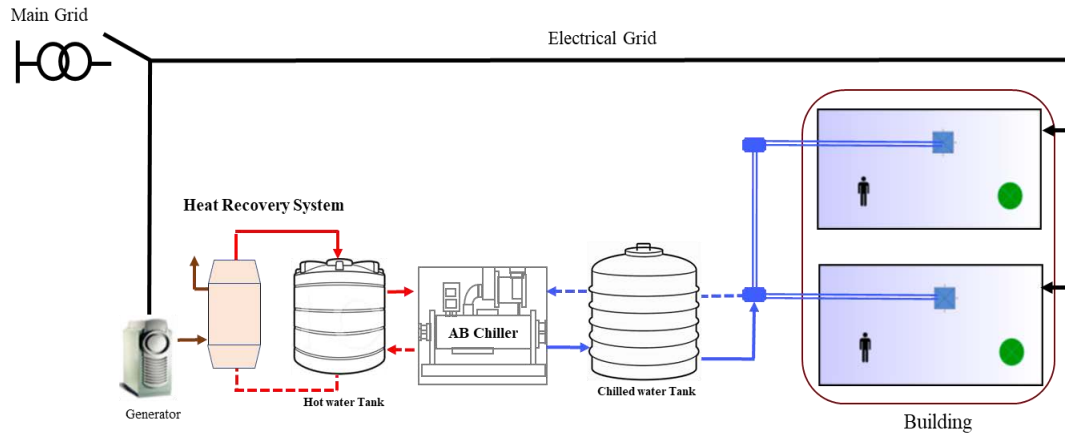 Main Grid
Electrical Grid
Heat Recovery System
AB Chiller
Generator
Hot water Tank
Chilled water Tank
Building